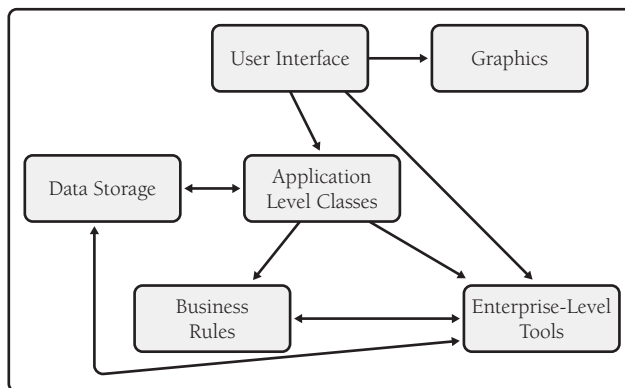 User Interface
Graphics
Data Storage
Application
Level Classes
Business
Rules
Enterprise-Level
Tools